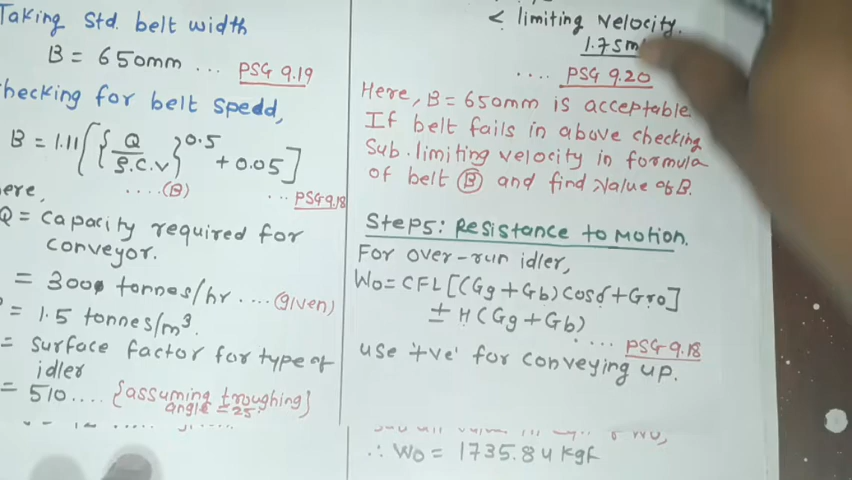 Taking Std. belt width
B = 650mm ... PSG 9.19
checking for belt spedd,
B = 1.11[{Q/ρ.C.V}^0.5 + 0.05]
....(B) ... PSG 9.18
ere,
Q = capacity required for
conveyor.
= 300 tonnes/hr .... (given)
= 1.5 tonnes/m³.
= surface factor for type of
idler
= 510 .... {assuming troughing
angle = 25°}
< limiting velocity.
1.75m
.... PSG 9.20
Here, B = 650mm is acceptable
If belt fails in above checking
Sub. limiting velocity in formula
of belt Ⓑ and find value of B.
Step5: Resistance to motion.
For over-run idler,
Wo = CFL[(Gg + Gb) cosδ + Gro]
± H(Gg + Gb)
.... PSG 9.18
use '+ve' for conveying up.
∴ Wo = 1735.84 kgf